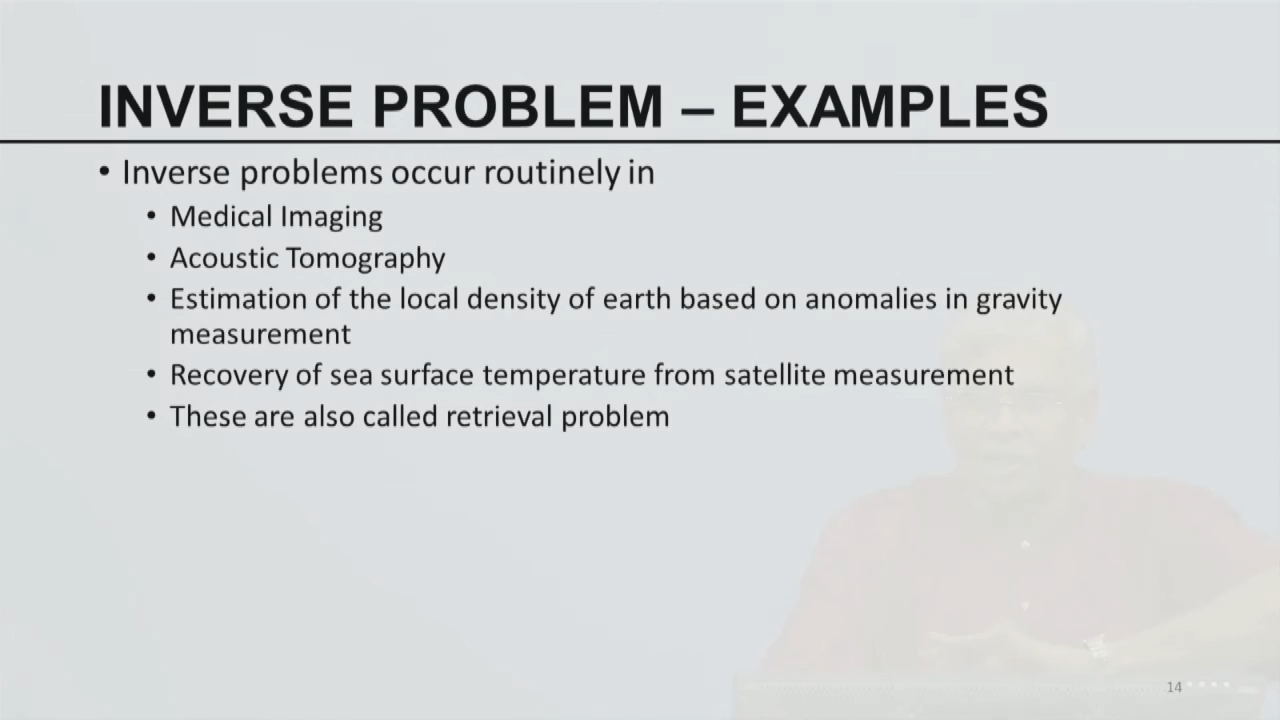 INVERSE PROBLEM – EXAMPLES
• Inverse problems occur routinely in
• Medical Imaging
• Acoustic Tomography
• Estimation of the local density of earth based on anomalies in gravity
measurement
• Recovery of sea surface temperature from satellite measurement
• These are also called retrieval problem
14